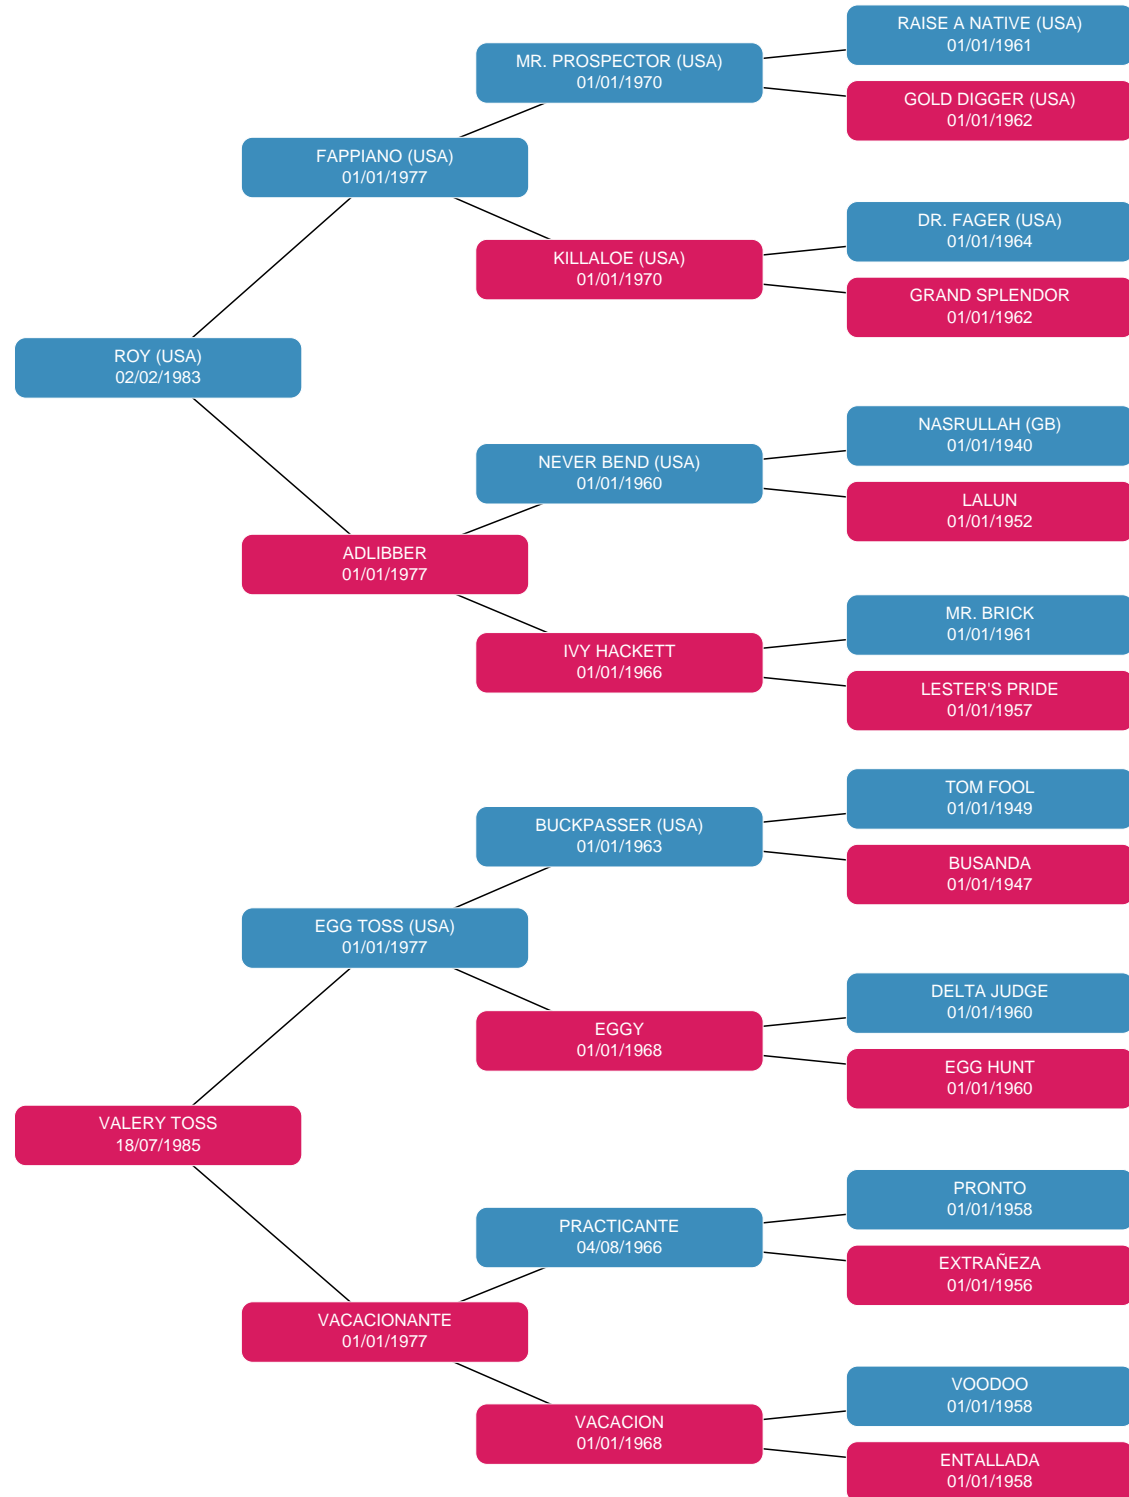 RAISE A NATIVE (USA)
01/01/1961
MR. PROSPECTOR (USA)
01/01/1970
GOLD DIGGER (USA)
01/01/1962
FAPPIANO (USA)
01/01/1977
DR. FAGER (USA)
01/01/1964
KILLALOE (USA)
01/01/1970
GRAND SPLENDOR
01/01/1962
ROY (USA)
02/02/1983
NASRULLAH (GB)
01/01/1940
NEVER BEND (USA)
01/01/1960
LALUN
01/01/1952
ADLIBBER
01/01/1977
MR. BRICK
01/01/1961
IVY HACKETT
01/01/1966
LESTER'S PRIDE
01/01/1957
TOM FOOL
01/01/1949
BUCKPASSER (USA)
01/01/1963
BUSANDA
01/01/1947
EGG TOSS (USA)
01/01/1977
DELTA JUDGE
01/01/1960
EGGY
01/01/1968
EGG HUNT
01/01/1960
VALERY TOSS
18/07/1985
PRONTO
01/01/1958
PRACTICANTE
04/08/1966
EXTRAÑEZA
01/01/1956
VACACIONANTE
01/01/1977
VOODOO
01/01/1958
VACACION
01/01/1968
ENTALLADA
01/01/1958